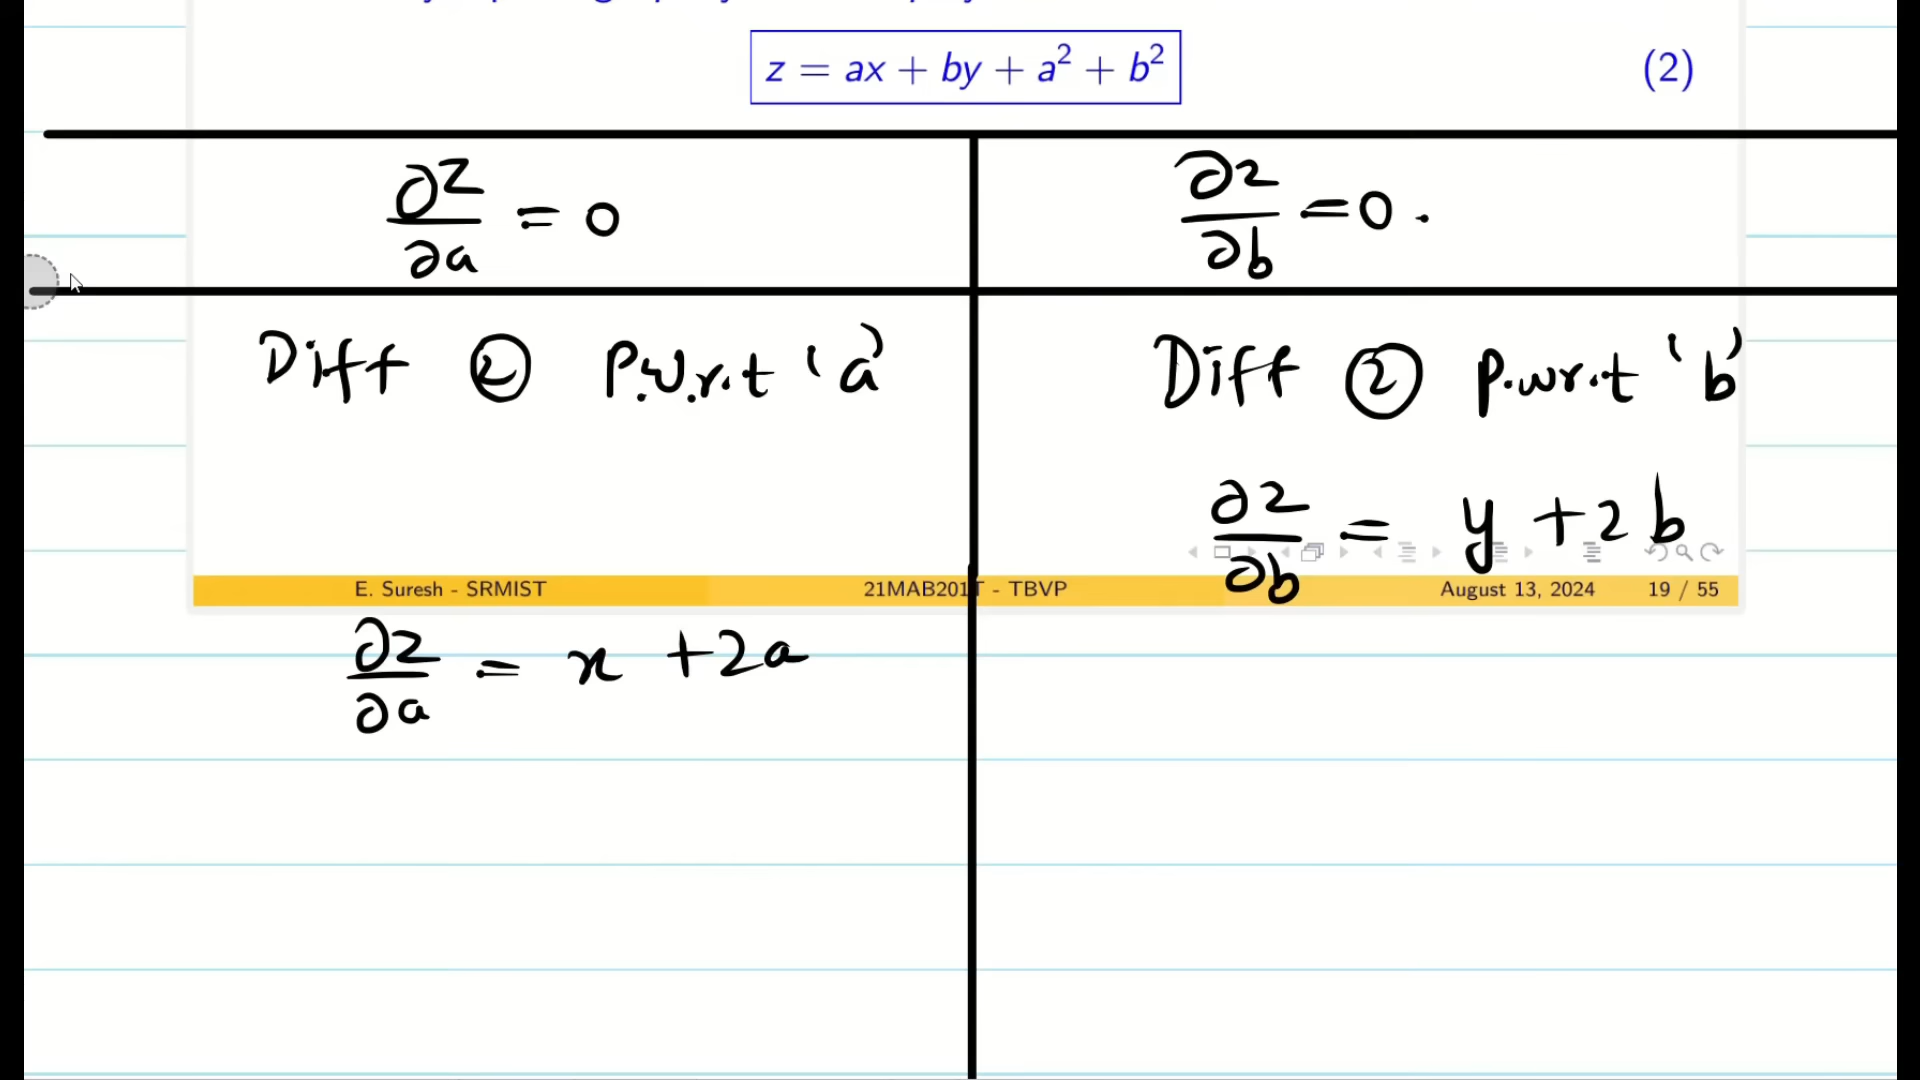 z = ax + by + a² + b² (2)
∂z/∂a = 0
∂z/∂b = 0.
Diff ② P.W.r.t 'a'
Diff ② p.wr.t 'b'
∂z/∂b = y + 2b
E. Suresh - SRMIST 21MAB201T - TBVP August 13, 2024 19 / 55
∂z/∂a = x + 2a